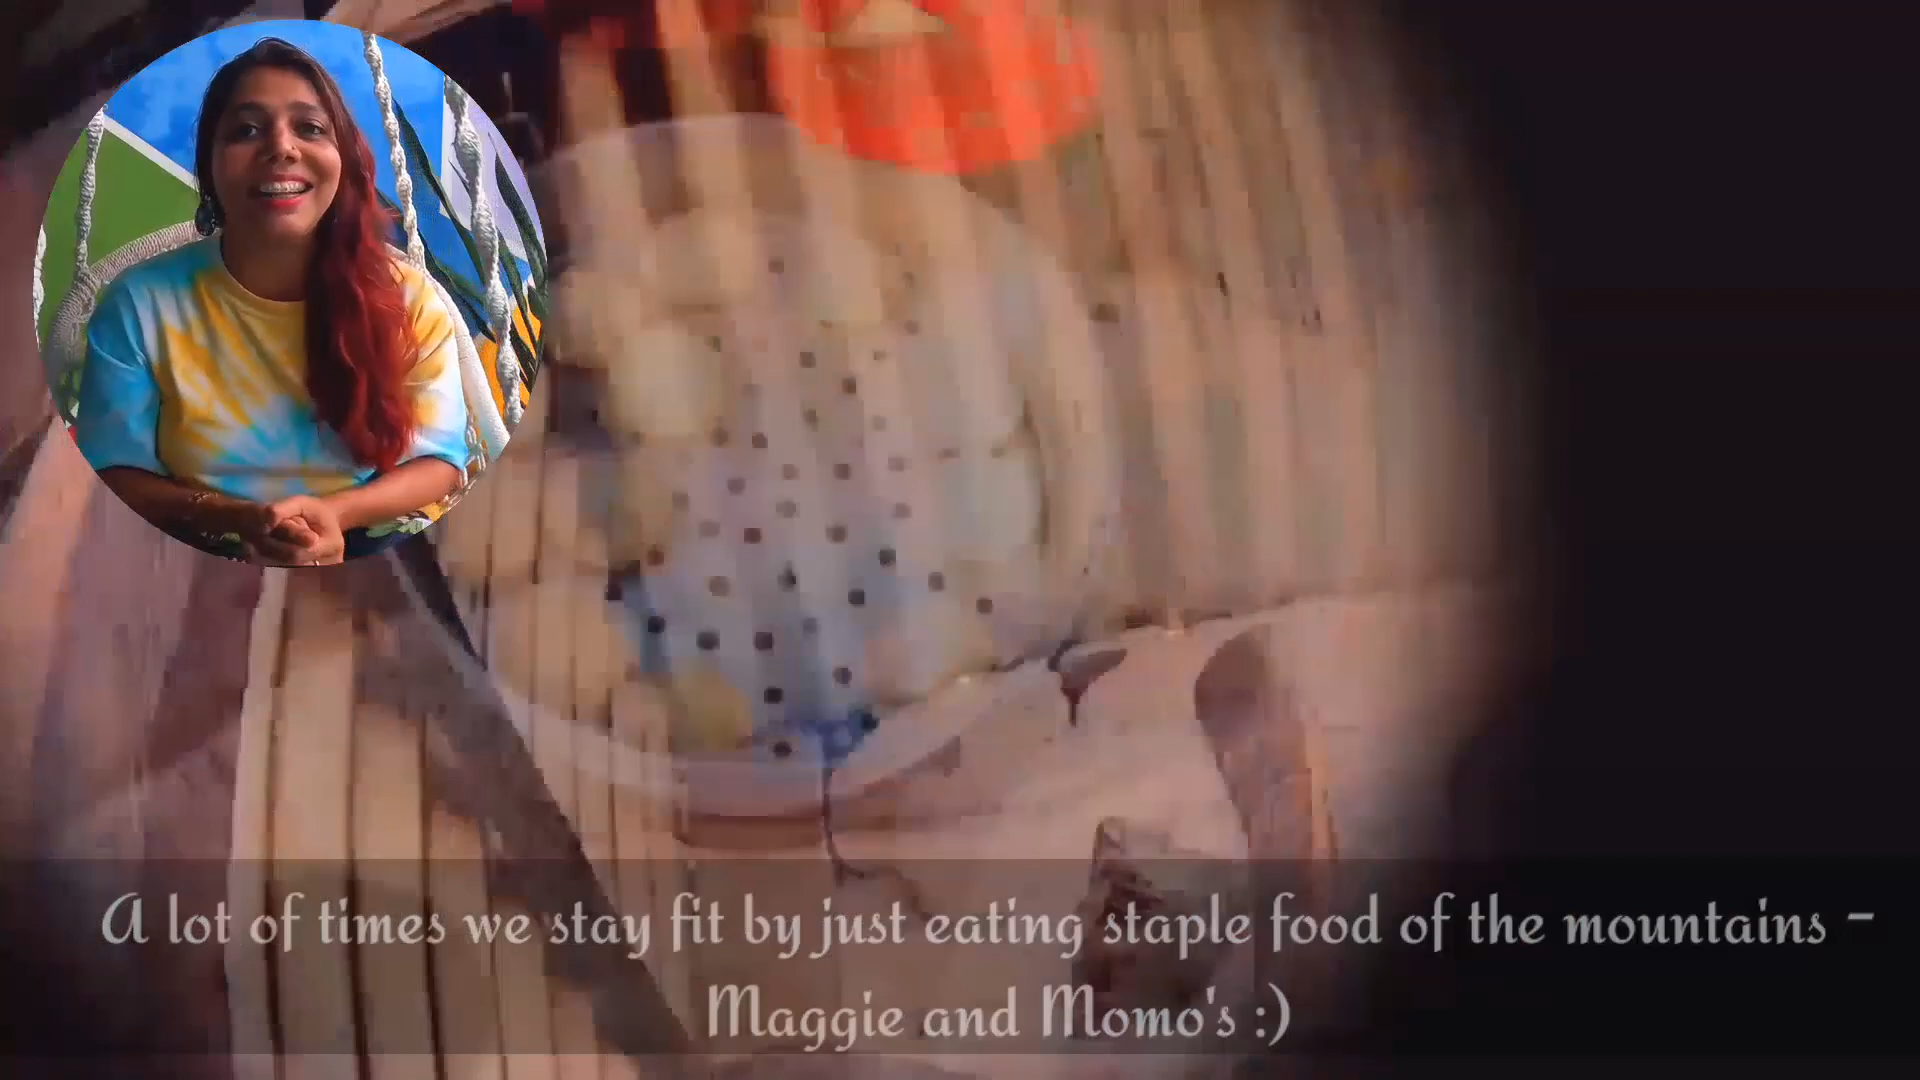 A lot of times we stay fit by just eating staple food of the mountains -
Maggie and Momo's :)